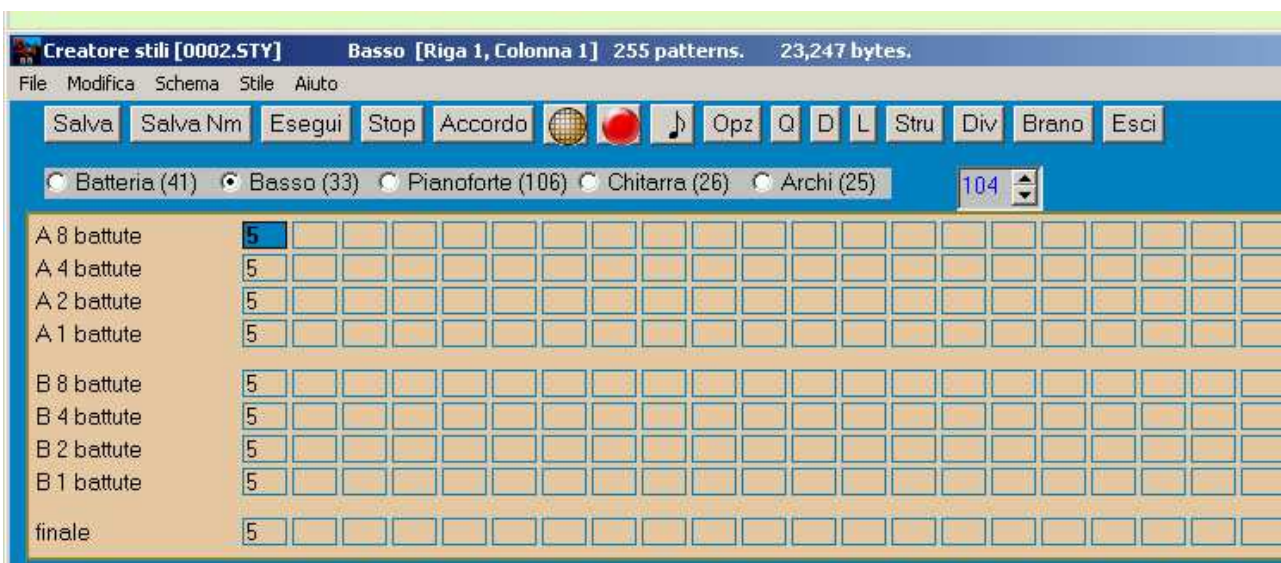 Creatore stili [0002.STY] Basso [Riga 1, Colonna 1] 255 patterns. 23,247 bytes.
File Modifica Schema Stile Aiuto
Salva Salva Nm Esegui Stop Accordo Opz Q D L Stru Div Brano Esci
Batteria (41) Basso (33) Pianoforte (106) Chitarra (26) Archi (25) 104
A 8 battute 5
A 4 battute 5
A 2 battute 5
A 1 battute 5
B 8 battute 5
B 4 battute 5
B 2 battute 5
B 1 battute 5
finale 5